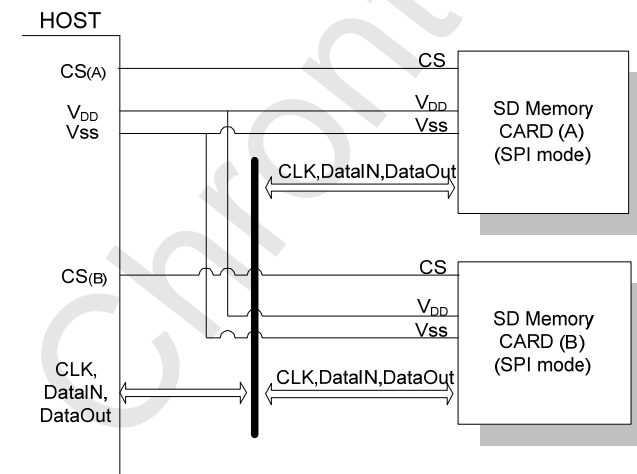 HOST
CS(A)
VDD
Vss
CS
VDD
Vss
SD Memory
CARD (A)
(SPI mode)
CLK,DataIN,DataOut
CS(B)
CS
VDD
Vss
SD Memory
CARD (B)
(SPI mode)
CLK,
DataIN,
DataOut
CLK,DataIN,DataOut
Chront